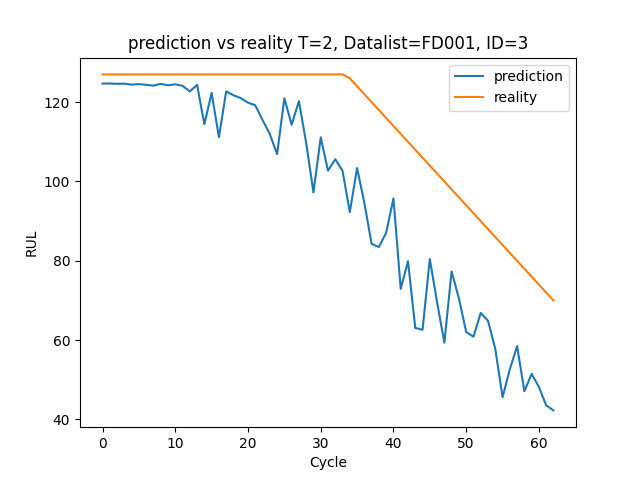 prediction vs reality T=2, Datalist=FD001, ID=3
prediction
reality
120
100
80
60
40
RUL
0 10 20 30 40 50 60
Cycle